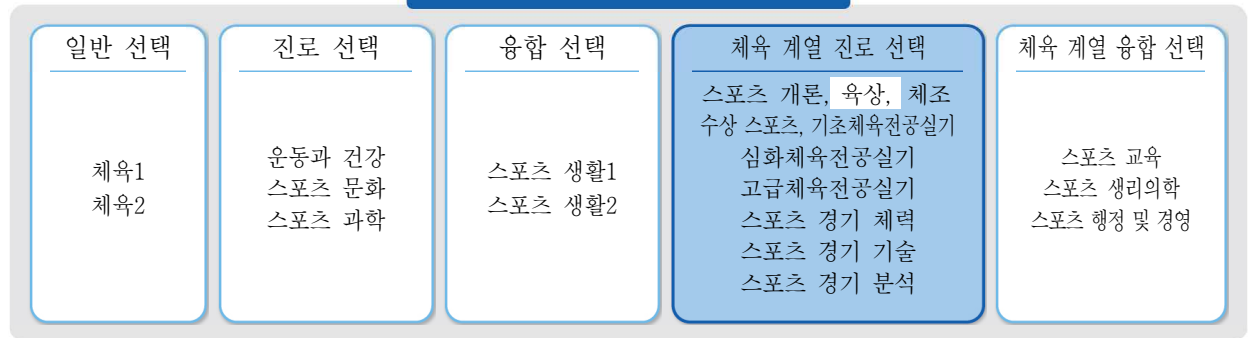 일반 선택
체육1
체육2
진로 선택
운동과 건강
스포츠 문화
스포츠 과학
융합 선택
스포츠 생활1
스포츠 생활2
체육 계열 진로 선택
스포츠 개론, 육상, 체조
수상 스포츠, 기초체육전공실기
심화체육전공실기
고급체육전공실기
스포츠 경기 체력
스포츠 경기 기술
스포츠 경기 분석
체육 계열 융합 선택
스포츠 교육
스포츠 생리의학
스포츠 행정 및 경영